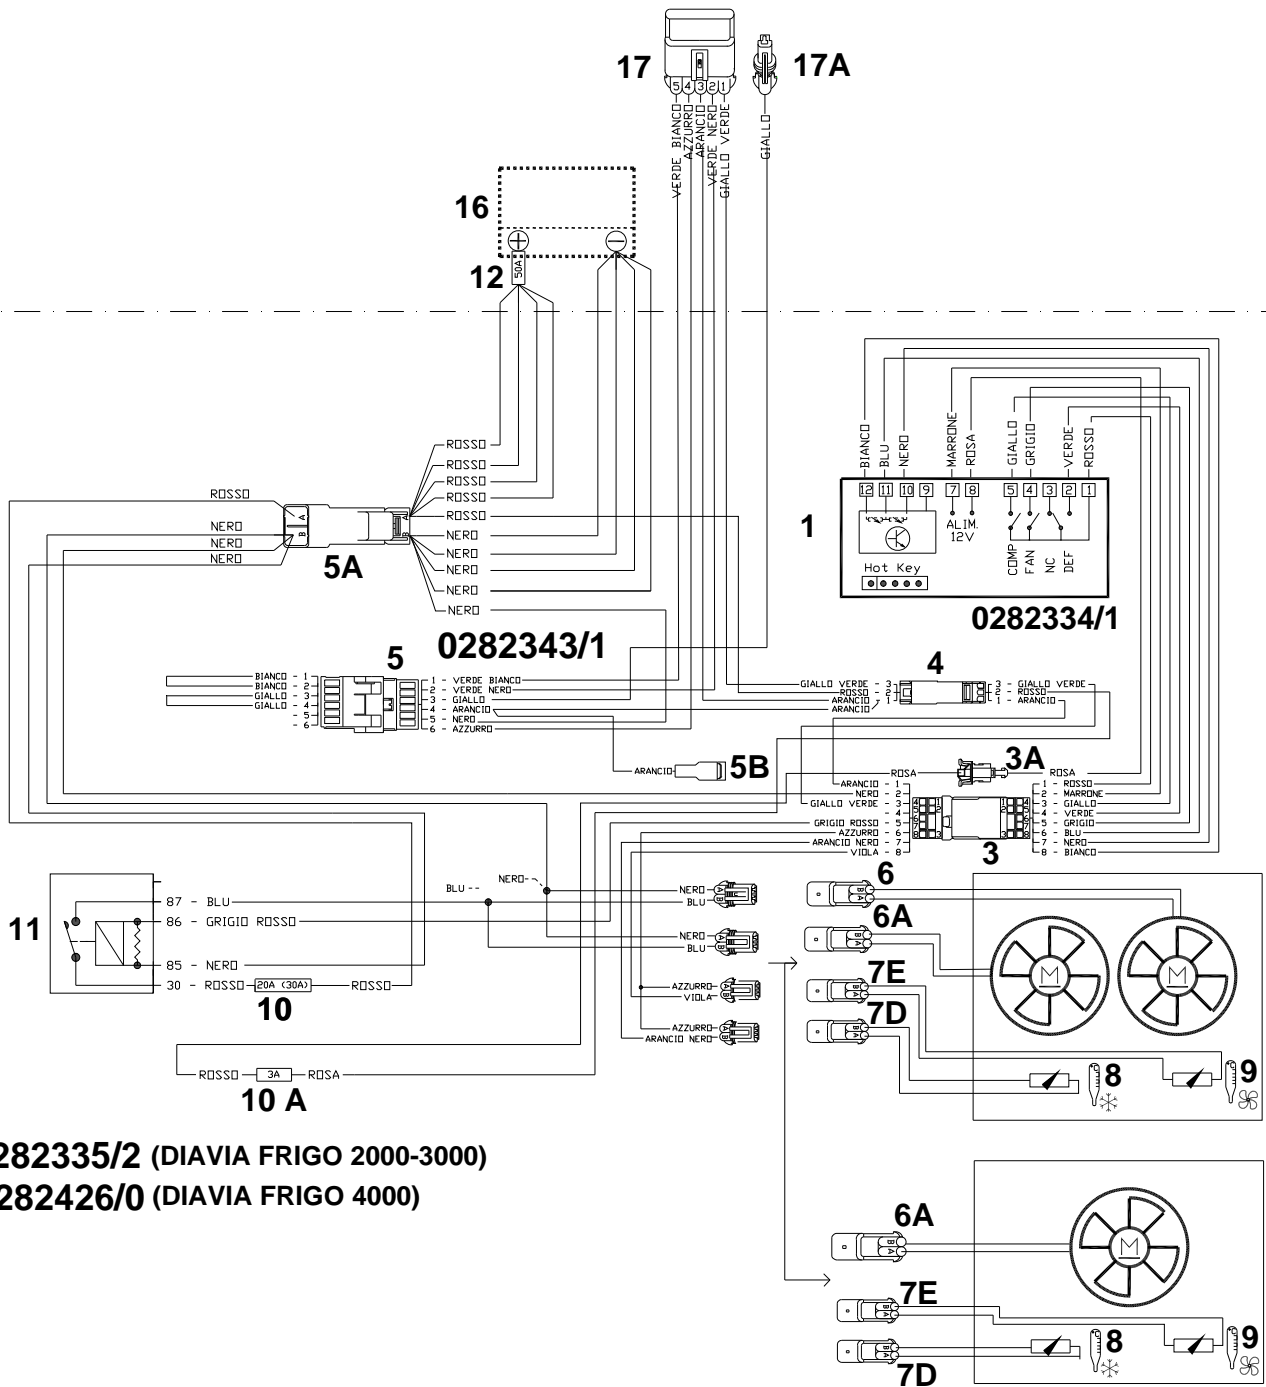 17
17A
5 4 3 2 1
VERDE BIANCO
AZZURRO
ARANCIO
VERDE NERO
GIALLO VERDE
GIALLO
16
+ −
12
50A
BIANCO
BLU
NERO
MARRONE
ROSA
GIALLO
GRIGIO
VERDE
ROSSO
12 11 10 9 7 8 5 4 3 2 1
1
ALIM.
12V
COMP
FAN
NC
DEF
Hot Key
0282334/1
ROSSO
ROSSO
ROSSO
ROSSO
ROSSO
NERO
NERO
NERO
NERO
NERO
ROSSO
NERO
NERO
NERO
A
B
A
B
5A
0282343/1
5
BIANCO - 1
BIANCO - 2
GIALLO - 3
GIALLO - 4
- 5
- 6
1 - VERDE BIANCO
2 - VERDE NERO
3 - GIALLO
4 - ARANCIO
5 - NERO
6 - AZZURRO
4
GIALLO VERDE - 3
ROSSO - 2
ARANCIO - 1
ARANCIO
3 - GIALLO VERDE
2 - ROSSO
1 - ARANCIO
ARANCIO
5B
3A
ROSA
ROSA
ARANCIO - 1
NERO - 2
GIALLO VERDE - 3
- 4
GRIGIO ROSSO - 5
AZZURRO - 6
ARANCIO NERO - 7
VIOLA - 8
1 - ROSSO
2 - MARRONE
3 - GIALLO
4 - VERDE
5 - GRIGIO
6 - BLU
7 - NERO
8 - BIANCO
3
11
87 - BLU
86 - GRIGIO ROSSO
85 - NERO
30 - ROSSO
20A (30A)
ROSSO
10
BLU --
NERO--
NERO
BLU
NERO
BLU
AZZURRO
VIOLA
AZZURRO
ARANCIO NERO
ROSSO
3A
ROSA
10 A
6
6A
7E
7D
M
M
8
9
282335/2 (DIAVIA FRIGO 2000-3000)
282426/0 (DIAVIA FRIGO 4000)
6A
7E
7D
M
8
9